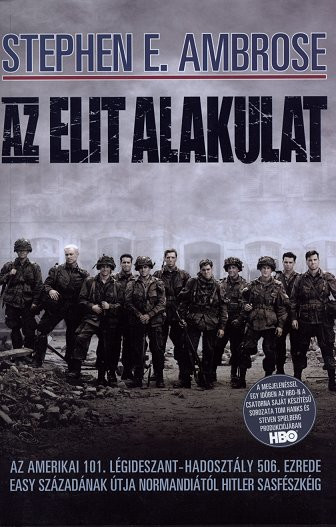 STEPHEN E. AMBROSE
AZ ELIT ALAKULAT
A MEGJELENÉSSEL
EGY IDŐBEN AZ HBO-N A
CSATORNA SAJÁT KÉSZÍTÉSŰ
SOROZATA TOM HANKS ÉS
STEVEN SPIELBERG
PRODUKCIÓJÁBAN
HBO
AZ AMERIKAI 101. LÉGIDESZANT-HADOSZTÁLY 506. EZREDE
EASY SZÁZADÁNAK ÚTJA NORMANDIÁTÓL HITLER SASFÉSZKÉIG